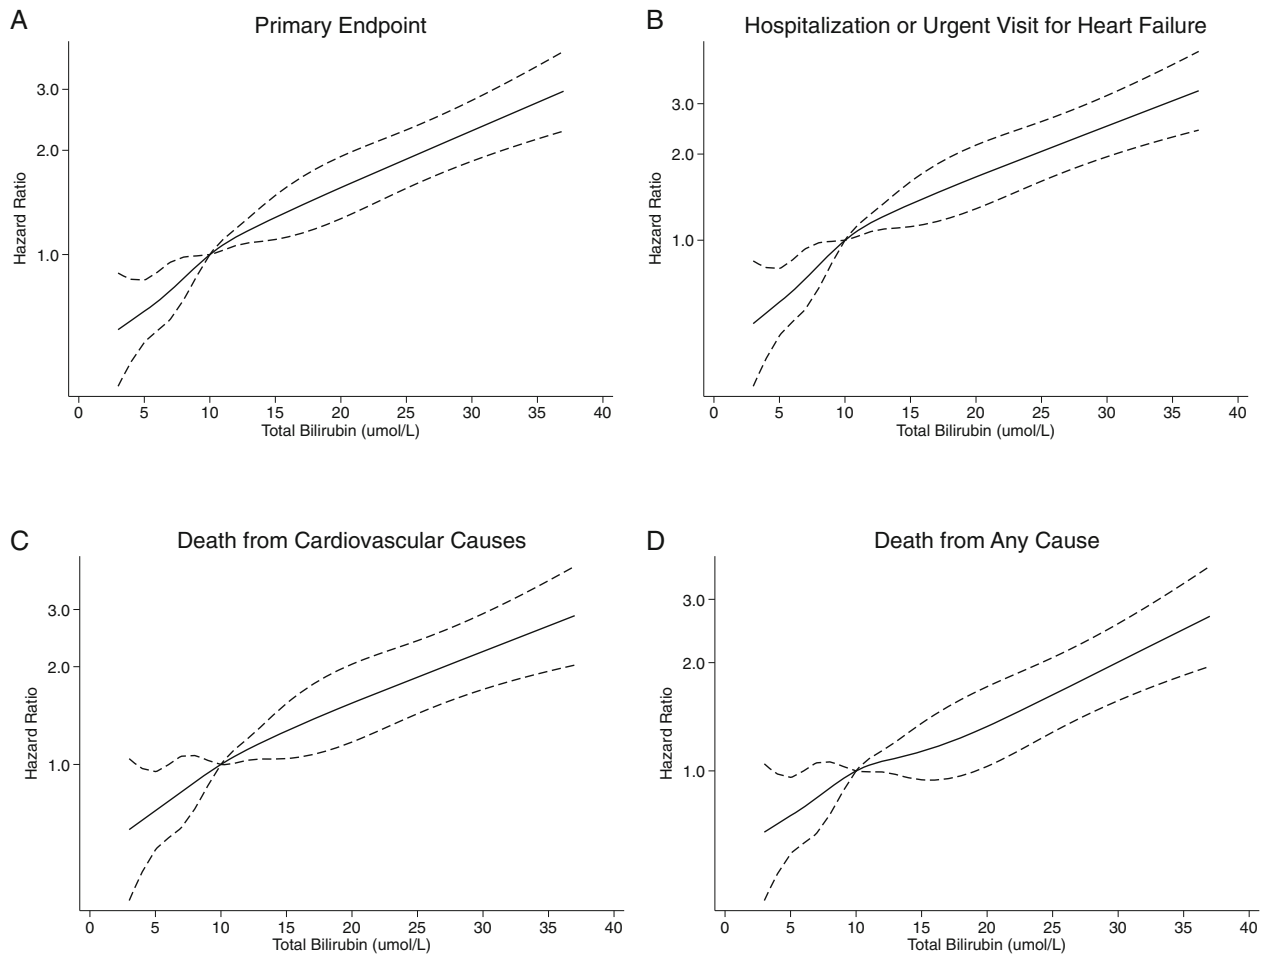 A
Primary Endpoint
Hazard Ratio
3.0
2.0
1.0
0 5 10 15 20 25 30 35 40
Total Bilirubin (umol/L)
B
Hospitalization or Urgent Visit for Heart Failure
Hazard Ratio
3.0
2.0
1.0
0 5 10 15 20 25 30 35 40
Total Bilirubin (umol/L)
C
Death from Cardiovascular Causes
Hazard Ratio
3.0
2.0
1.0
0 5 10 15 20 25 30 35 40
Total Bilirubin (umol/L)
D
Death from Any Cause
Hazard Ratio
3.0
2.0
1.0
0 5 10 15 20 25 30 35 40
Total Bilirubin (umol/L)